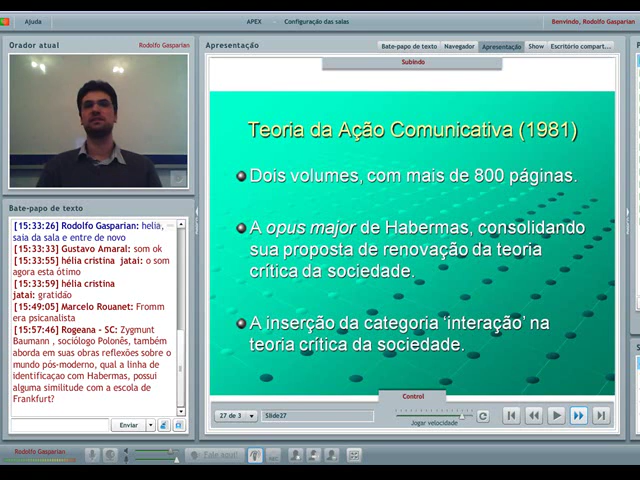 Ajuda
APEX - Configuração das salas
Benvindo, Rodolfo Gasparian
Orador atual
Rodolfo Gasparian
Apresentação
Bate-papo de texto
Navegador
Apresentação
Show
Escritório compart...
Subindo
Teoria da Ação Comunicativa (1981)
Dois volumes, com mais de 800 páginas.
A opus major de Habermas, consolidando
sua proposta de renovação da teoria
crítica da sociedade.
A inserção da categoria ‘interação’ na
teoria crítica da sociedade.
Bate-papo de texto
[15:33:26] Rodolfo Gasparian: helia,
saia da sala e entre de novo
[15:33:33] Gustavo Amaral: som ok
[15:33:55] hélia cristina jatai: o som
agora esta ótimo
[15:33:59] hélia cristina
jatai: gratidão
[15:49:05] Marcelo Rouanet: Fromm
era psicanalista
[15:57:46] Rogeana - SC: Zygmunt
Baumann , sociólogo Polonês, também
aborda em suas obras reflexões sobre o
mundo pós-moderno, qual a linha de
identificaçao com Habermas, possui
alguma similitude com a escola de
Frankfurt?
Enviar
Control
27 de 3
Slide27
Jogar velocidade
Rodolfo Gasparian
Fale aqui!